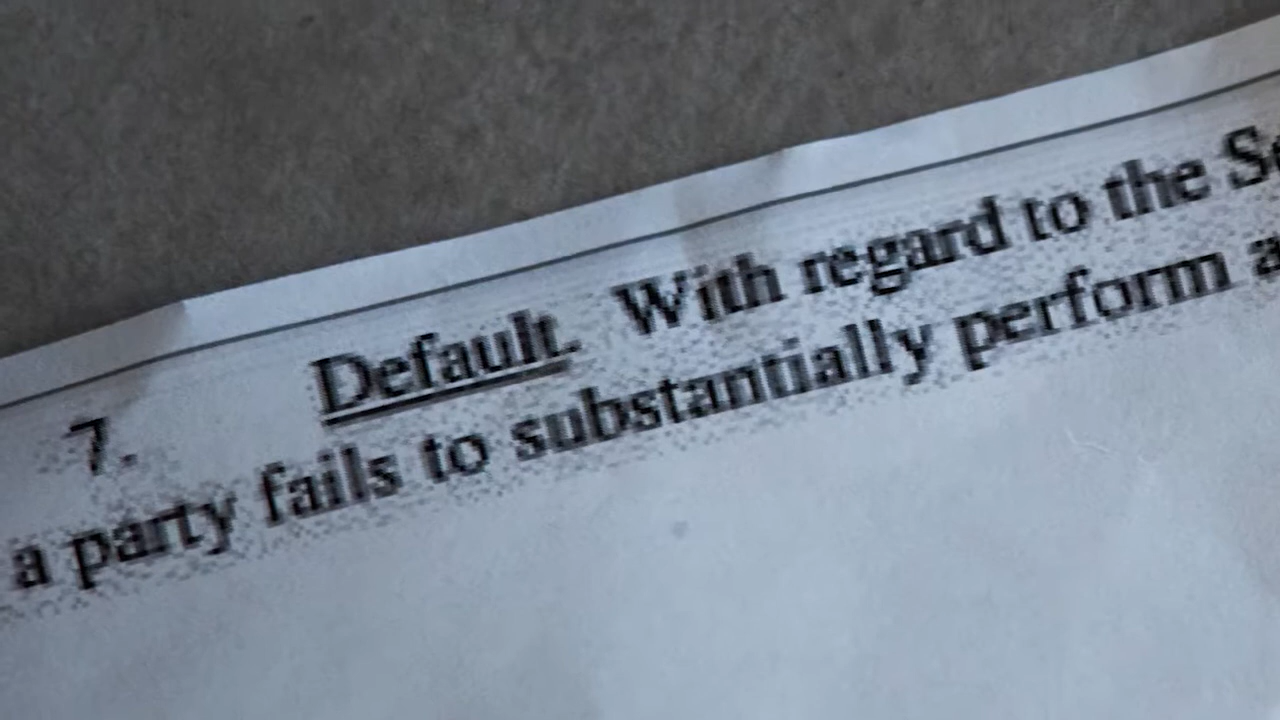 7. Default. With regard to the
a party fails to substantially perform